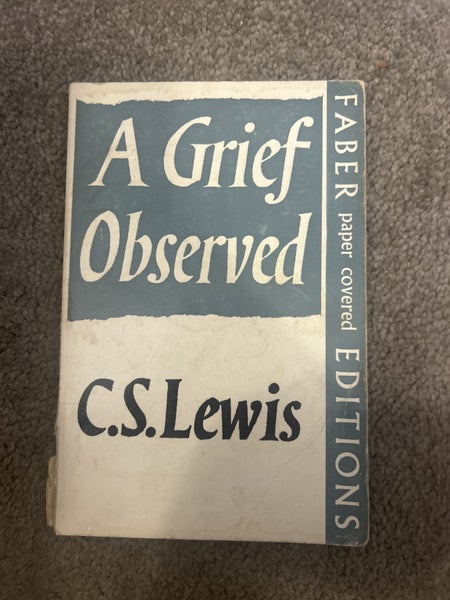 A Grief
Observed
C.S.Lewis
FABER paper covered EDITIONS